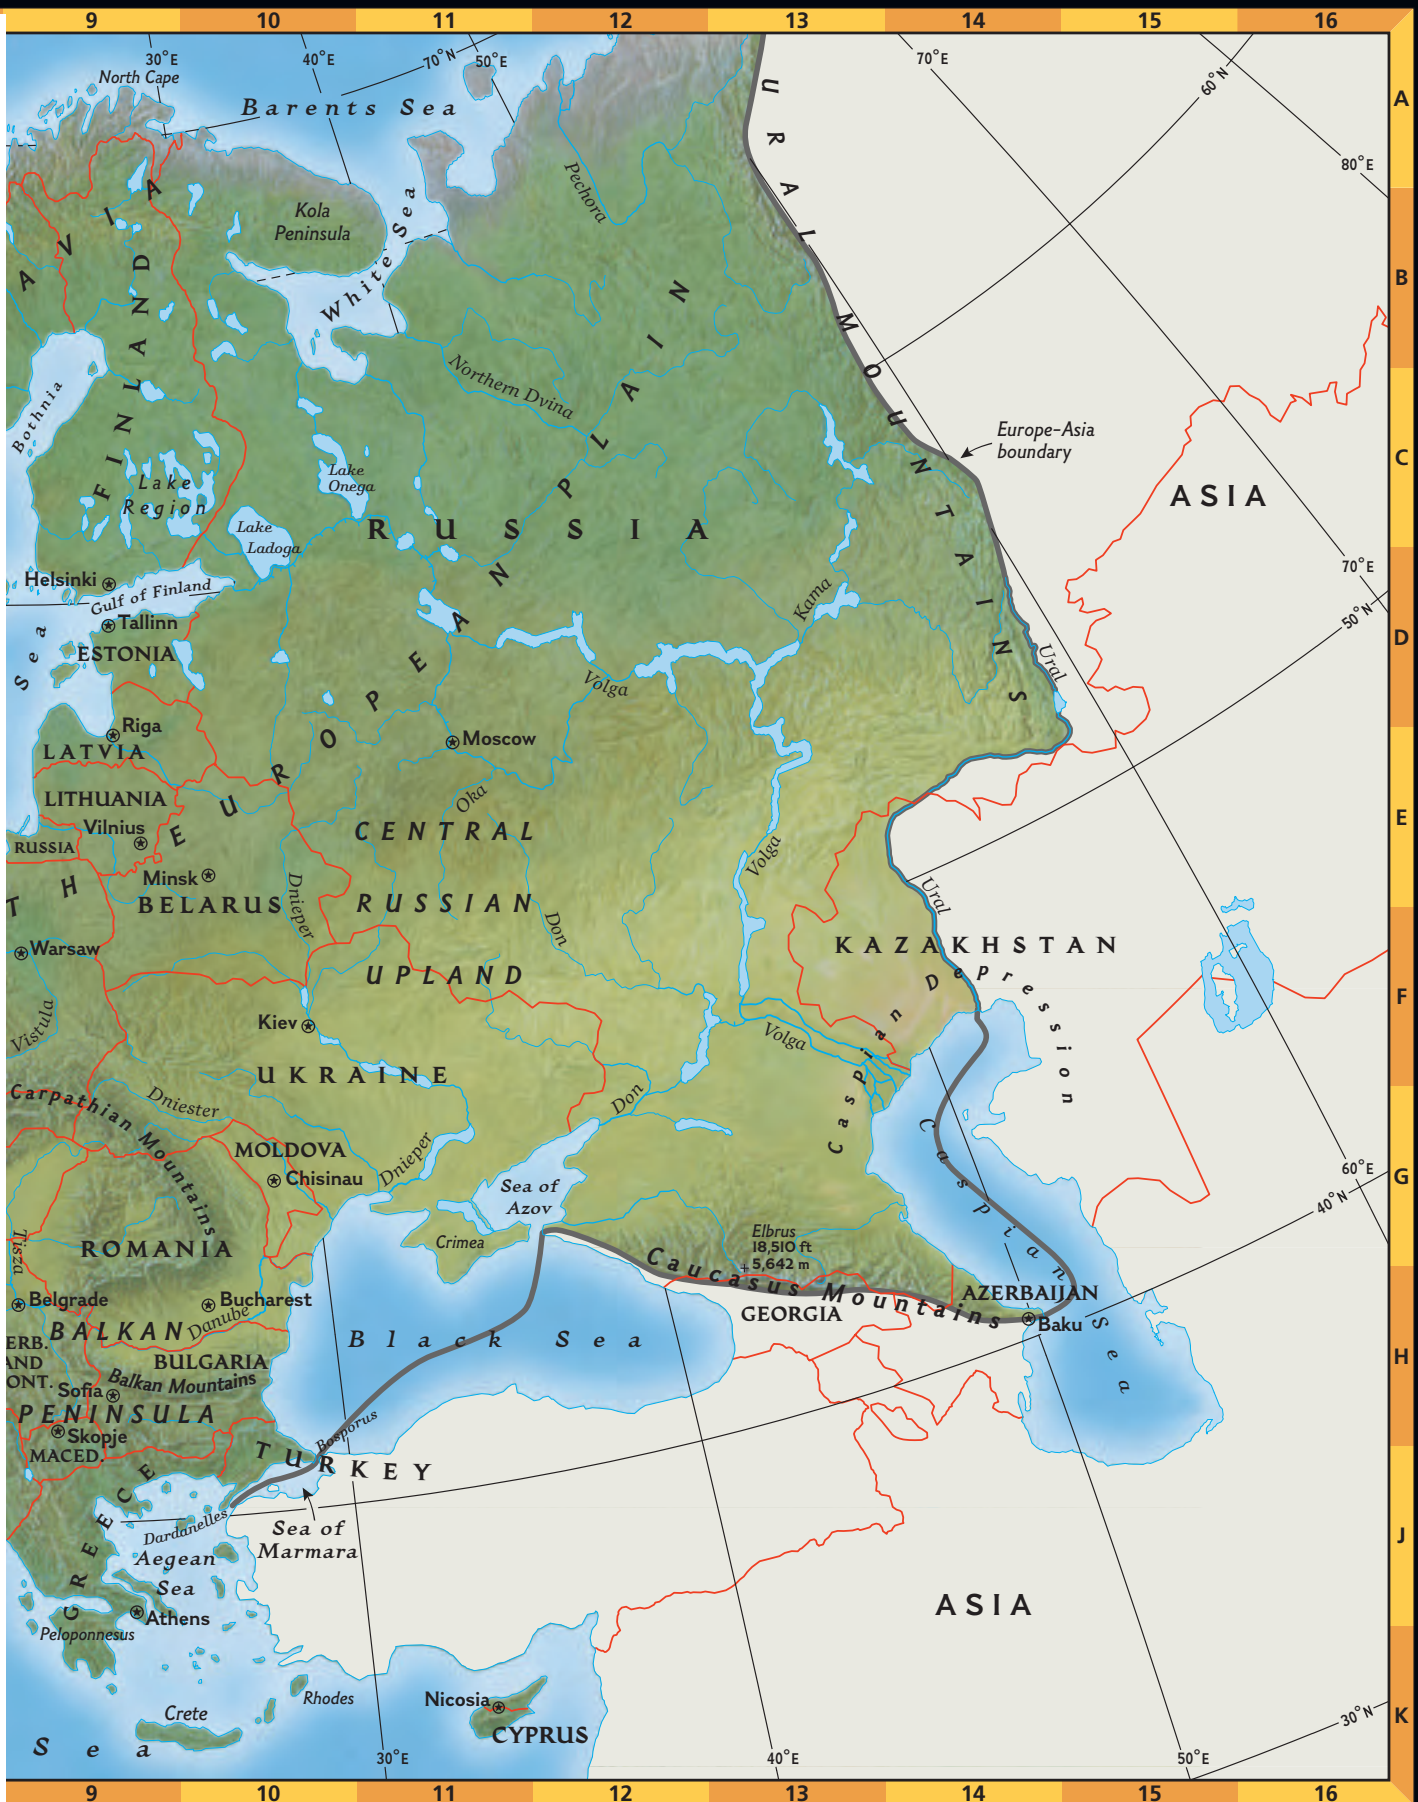 9 10 11 12 13 14 15 16
30°E
40°E
70°N
50°E
70°E
60°N
North Cape
Barents Sea
A
URAL MOUNTAINS
80°E
Pechora
Kola
Peninsula
White Sea
AVIA
B
FINLAND
EUROPEAN PLAIN
Northern Dvina
Bothnia
Europe–Asia
boundary
C
Lake
Onega
Lake
Region
ASIA
RUSSIA
Lake
Ladoga
Helsinki
Gulf of Finland
70°E
50°N
Tallinn
Kama
D
ESTONIA
Sea
Ural
Volga
Riga
LATVIA
Moscow
LITHUANIA
Oka
E
Vilnius
CENTRAL
RUSSIA
Volga
Minsk
TH
BELARUS
Dnieper
RUSSIAN
Don
Ural
Warsaw
KAZAKHSTAN
UPLAND
Caspian Depression
F
Vistula
Kiev
Volga
UKRAINE
Carpathian Mountains
Dniester
Don
MOLDOVA
Chisinau
Dnieper
Caspian Sea
60°E
G
Sea of
Azov
40°N
Tisza
ROMANIA
Crimea
Elbrus
18,510 ft
+5,642 m
Caucasus Mountains
Belgrade
Bucharest
AZERBAIJAN
GEORGIA
Baku
Danube
ERB.
AND
ONT.
BALKAN
Black Sea
BULGARIA
H
Balkan Mountains
Sofia
PENINSULA
Skopje
MACED.
Bosporus
TURKEY
GREECE
Dardanelles
Sea of
Marmara
J
Aegean
Sea
ASIA
Athens
Peloponnesus
Rhodes
Nicosia
Crete
CYPRUS
K
30°N
Sea
30°E
40°E
50°E
9 10 11 12 13 14 15 16